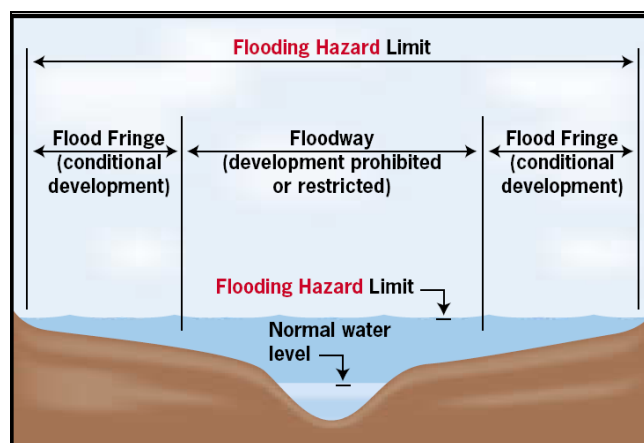 Flooding Hazard Limit
Flood Fringe
(conditional
development)
Floodway
(development prohibited
or restricted)
Flood Fringe
(conditional
development)
Flooding Hazard Limit
Normal water
level